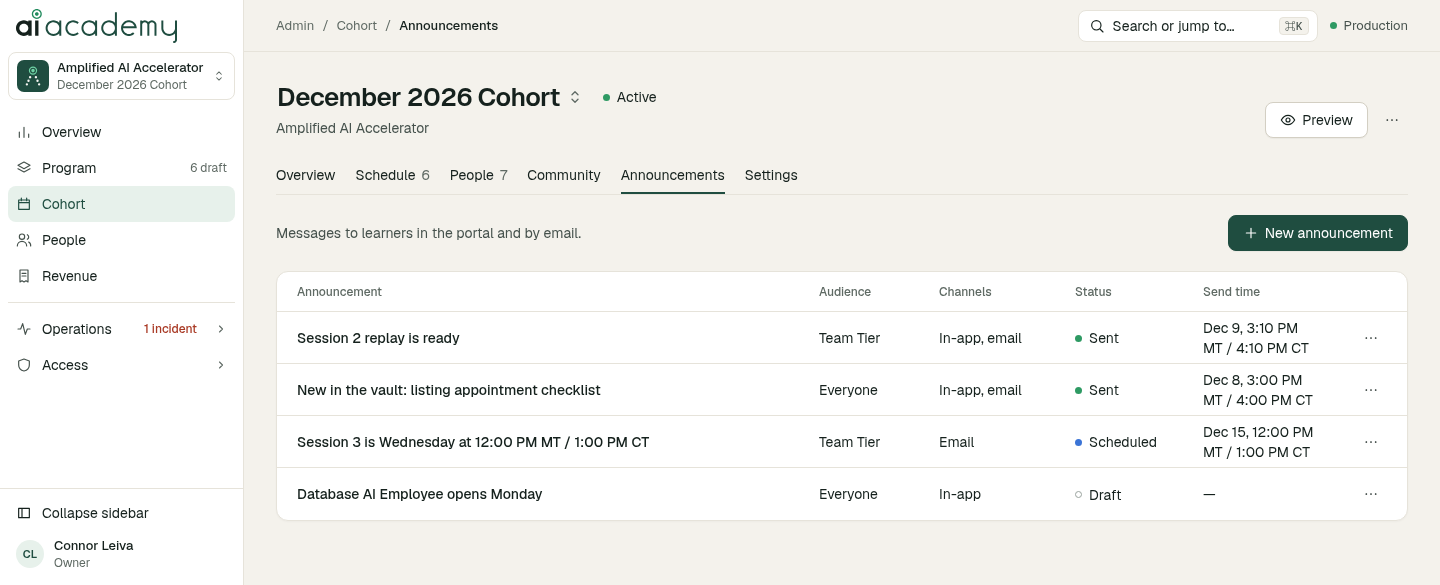 ai academy
Amplified AI Accelerator
December 2026 Cohort
Overview
Program 6 draft
Cohort
People
Revenue
Operations 1 incident
Access
Collapse sidebar
CL
Connor Leiva
Owner
Admin / Cohort / Announcements
Search or jump to… ⌘K
Production
December 2026 Cohort
Active
Amplified AI Accelerator
Preview
Overview Schedule 6 People 7 Community Announcements Settings
Messages to learners in the portal and by email.
New announcement
Announcement Audience Channels Status Send time
Session 2 replay is ready Team Tier In-app, email Sent Dec 9, 3:10 PM
MT / 4:10 PM CT
New in the vault: listing appointment checklist Everyone In-app, email Sent Dec 8, 3:00 PM
MT / 4:00 PM CT
Session 3 is Wednesday at 12:00 PM MT / 1:00 PM CT Team Tier Email Scheduled Dec 15, 12:00 PM
MT / 1:00 PM CT
Database AI Employee opens Monday Everyone In-app Draft —